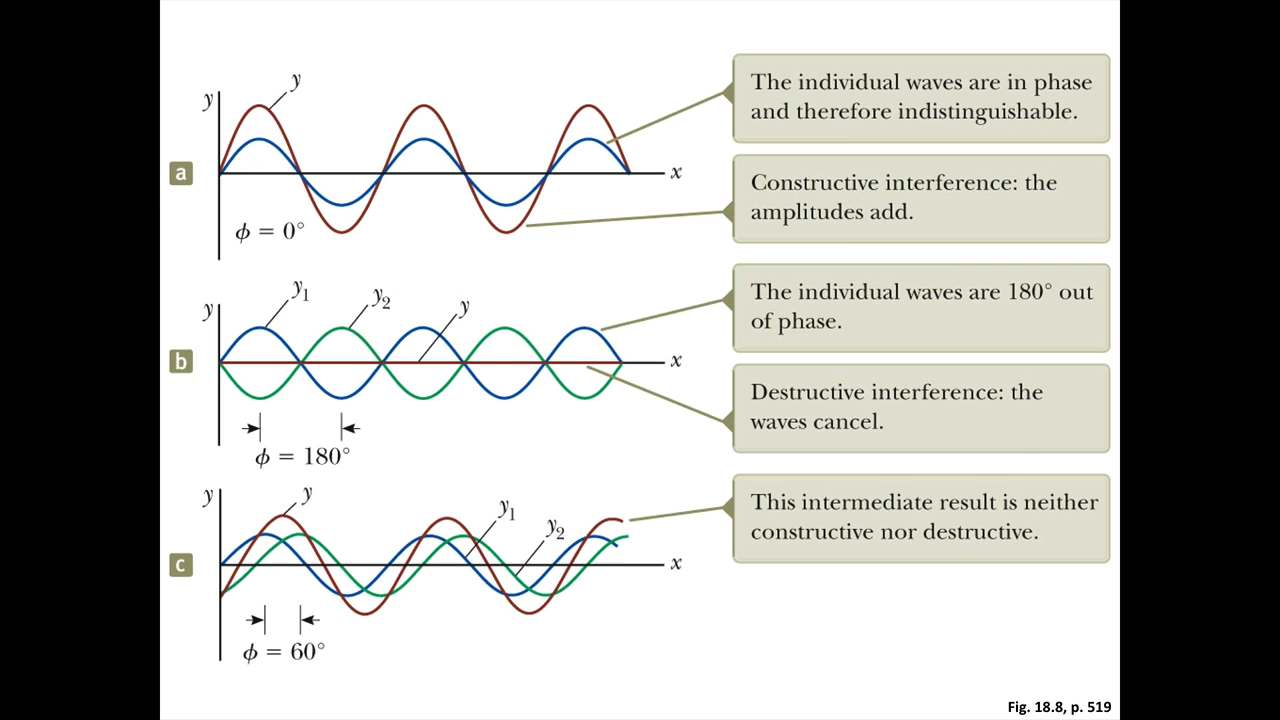 y
y
The individual waves are in phase
and therefore indistinguishable.
a
x
Constructive interference: the
amplitudes add.
ϕ = 0°
y₁
y₂
y
y
The individual waves are 180° out
of phase.
b
x
Destructive interference: the
waves cancel.
ϕ = 180°
y
y
y₁
y₂
This intermediate result is neither
constructive nor destructive.
c
x
ϕ = 60°
Fig. 18.8, p. 519